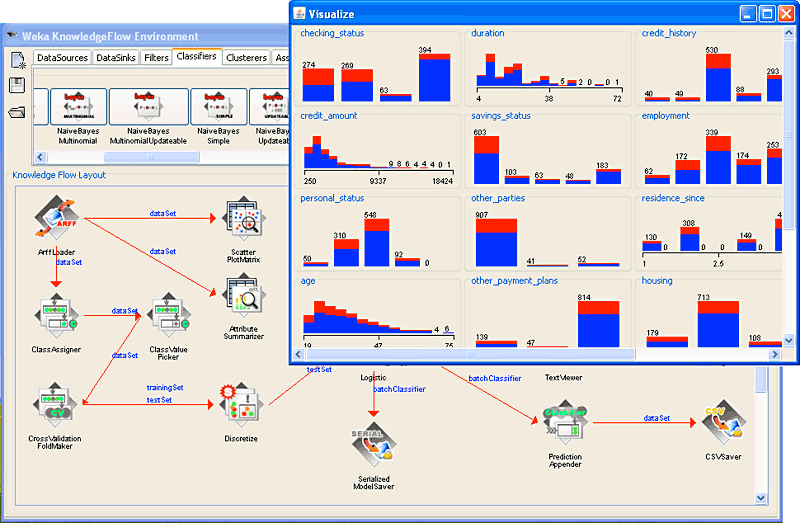 Visualize
Weka KnowledgeFlow Environment
DataSources DataSinks Filters Classifiers Clusterers Ass
NaiveBayes Multinomial
NaiveBayes MultinomialUpdateable
NaiveBayes Simple
NaiveBayes Updateable
Knowledge Flow Layout
checking_status
274 269 63 394
duration
5 2 0 0 1
4 38 72
credit_history
40 49 530 88 293
credit_amount
9 8 6 4 4 0 1
250 9337 18424
savings_status
603 103 63 48 183
employment
62 172 339 174 253
personal_status
50 310 548 92 0
other_parties
907 41 52
residence_since
130 0 308 0 0 149 0 4
1 2.5
age
4 6
19 47 75
other_payment_plans
139 47 814
housing
179 713 108
ArffLoader
dataSet
Scatter PlotMatrix
dataSet
dataSet
Attribute Summarizer
ClassAssigner
dataSet
ClassValue Picker
dataSet
CrossValidation FoldMaker
trainingSet
testSet
Discretize
testSet
Logistic
batchClassifier
SERIAL
Serialized ModelSaver
batchClassifier
TextViewer
Prediction Appender
dataSet
CSV
CSVSaver